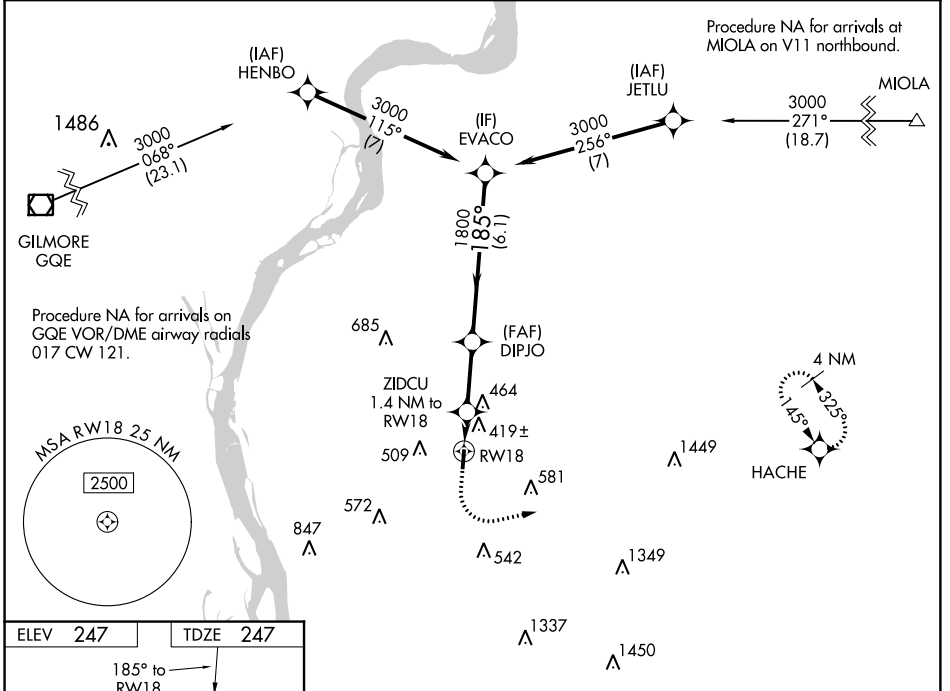 Procedure NA for arrivals at
MIOLA on V11 northbound.
(IAF)
HENBO
(IAF)
JETLU
MIOLA
3000
115°
(7)
(IF)
EVACO
3000
256°
(7)
3000
271°
(18.7)
1486
3000
068°
(23.1)
GILMORE
GQE
1800
185°
(6.1)
Procedure NA for arrivals on
GQE VOR/DME airway radials
017 CW 121.
685
(FAF)
DIPJO
4 NM
ZIDCU
1.4 NM to
RW18
464
419±
145°
325°
MSA RW18 25 NM
2500
509
RW18
1449
HACHE
581
572
847
542
1349
1337
1450
ELEV 247
TDZE 247
185° to
RW18